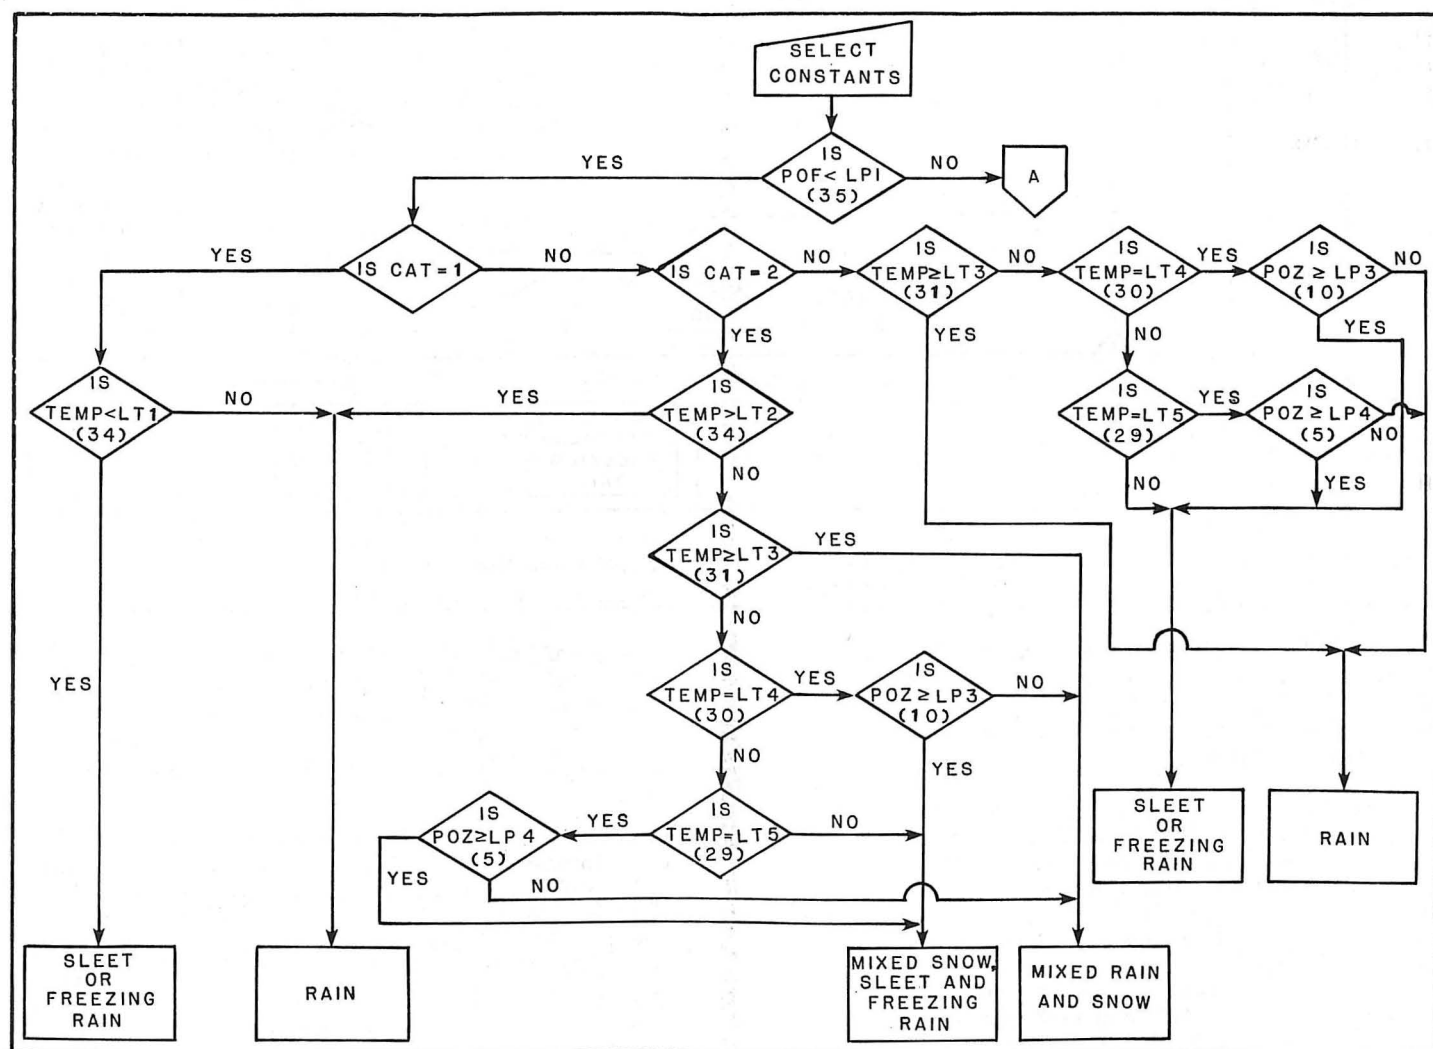 SELECT
CONSTANTS
IS
POF< LP1
(35)
YES
NO
A
IS CAT=1
YES
NO
IS CAT=2
NO
YES
IS
TEMP≥LT3
(31)
NO
YES
IS
TEMP=LT4
(30)
YES
NO
IS
POZ ≥ LP3
(10)
NO
YES
IS
TEMP<LT1
(34)
NO
YES
IS
TEMP>LT2
(34)
YES
NO
IS
TEMP=LT5
(29)
YES
NO
IS
POZ ≥ LP4
(5)
NO
YES
IS
TEMP≥LT3
(31)
YES
NO
IS
TEMP=LT4
(30)
YES
NO
IS
POZ ≥ LP3
(10)
NO
YES
IS
POZ≥LP4
(5)
YES
NO
YES
IS
TEMP=LT5
(29)
NO
SLEET
OR
FREEZING
RAIN
RAIN
SLEET
OR
FREEZING
RAIN
RAIN
MIXED SNOW,
SLEET AND
FREEZING
RAIN
MIXED RAIN
AND SNOW